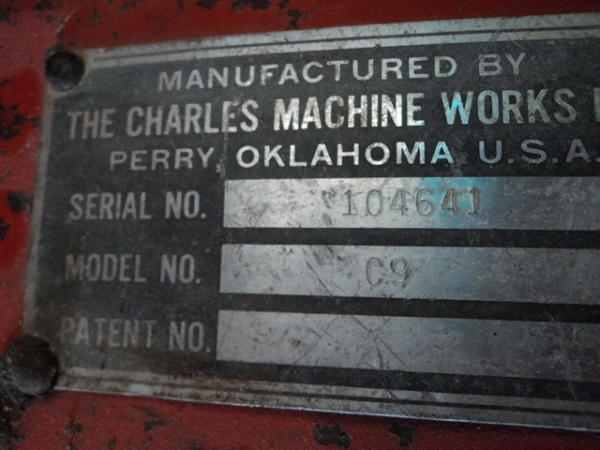 MANUFACTURED BY
THE CHARLES MACHINE WORKS
PERRY, OKLAHOMA U.S.A.
SERIAL NO. 104641
MODEL NO. C9
PATENT NO.